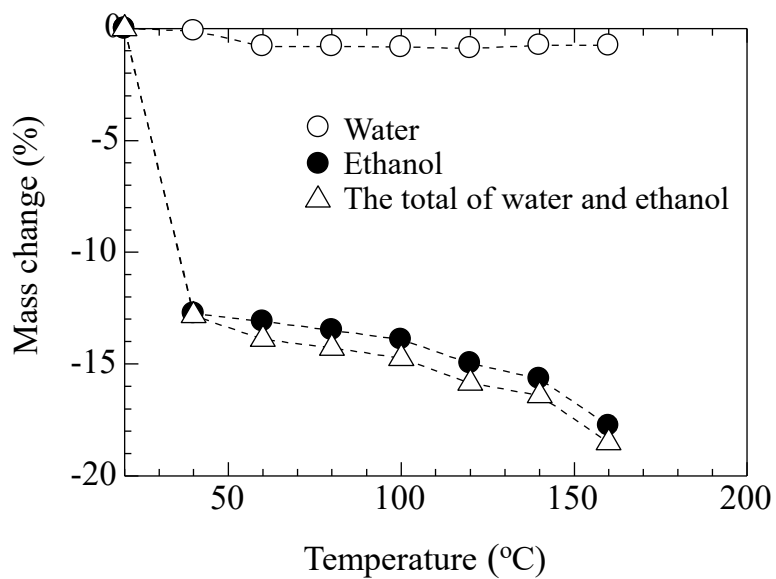 0
-5
-10
-15
-20
50
100
150
200
Mass change (%)
Temperature (ºC)
Water
Ethanol
The total of water and ethanol